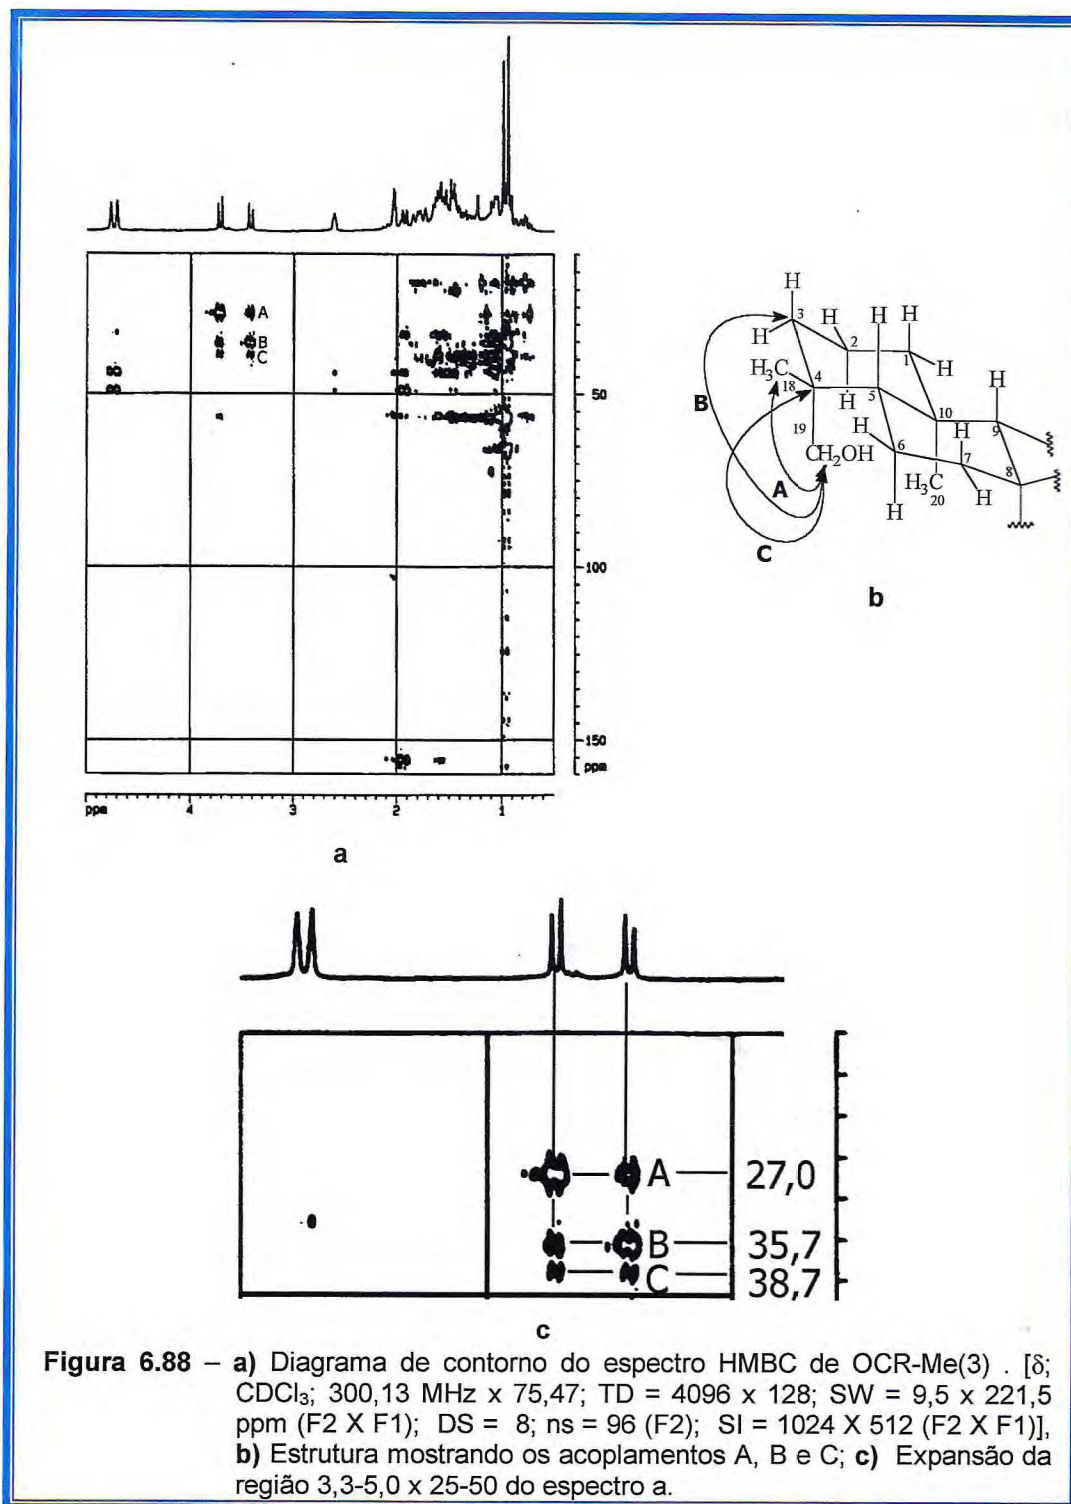 50
100
150
ppm
ppm 4 3 2 1
A
B
C
a
H
H
3
H
H
H
2
1
H
H
H₃C
18
4
5
10
9
H
H
H
H
B
19
6
7
8
CH₂OH
H₃C
20
H
H
A
C
b
A 27,0
B 35,7
C 38,7
c
Figura 6.88 – a) Diagrama de contorno do espectro HMBC de OCR-Me(3) . [δ;
CDCl₃; 300,13 MHz x 75,47; TD = 4096 x 128; SW = 9,5 x 221,5
ppm (F2 X F1); DS = 8; ns = 96 (F2); SI = 1024 X 512 (F2 X F1)],
b) Estrutura mostrando os acoplamentos A, B e C; c) Expansão da
região 3,3-5,0 x 25-50 do espectro a.